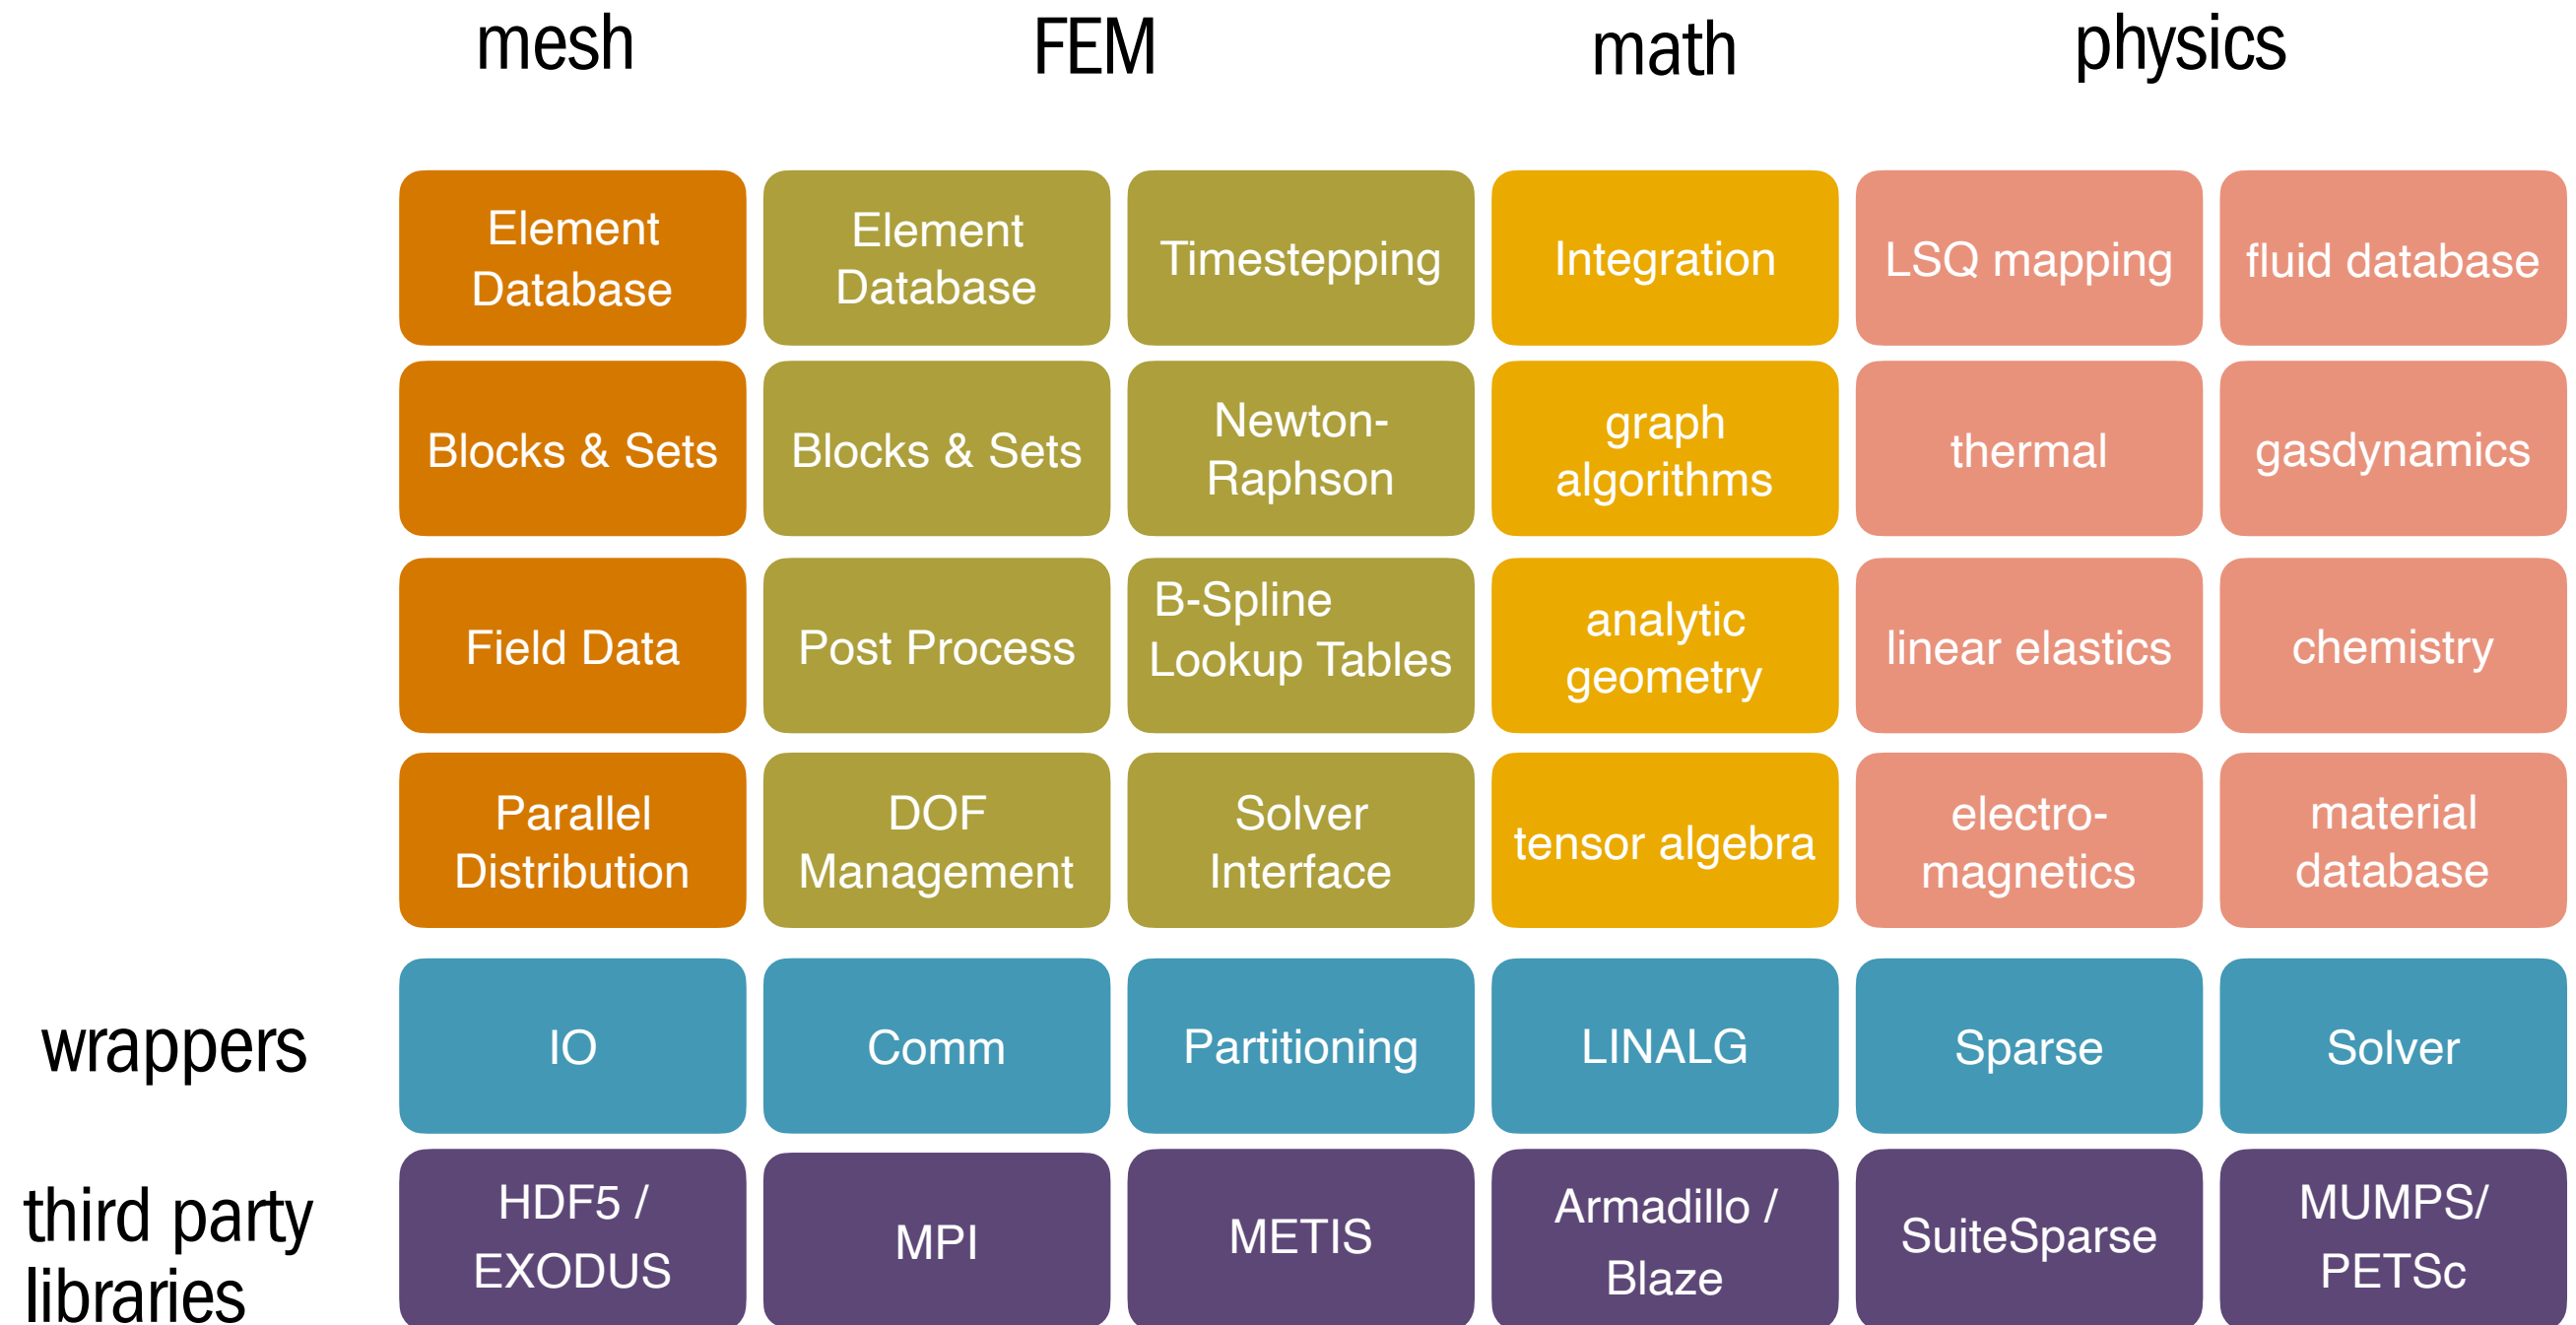 mesh
FEM
math
physics
Element
Database
Element
Database
Timestepping
Integration
LSQ mapping
fluid database
Blocks & Sets
Blocks & Sets
Newton-
Raphson
graph
algorithms
thermal
gasdynamics
Field Data
Post Process
B-Spline
Lookup Tables
analytic
geometry
linear elastics
chemistry
Parallel
Distribution
DOF
Management
Solver
Interface
tensor algebra
electro-
magnetics
material
database
wrappers
IO
Comm
Partitioning
LINALG
Sparse
Solver
third party
libraries
HDF5 /
EXODUS
MPI
METIS
Armadillo /
Blaze
SuiteSparse
MUMPS/
PETSc